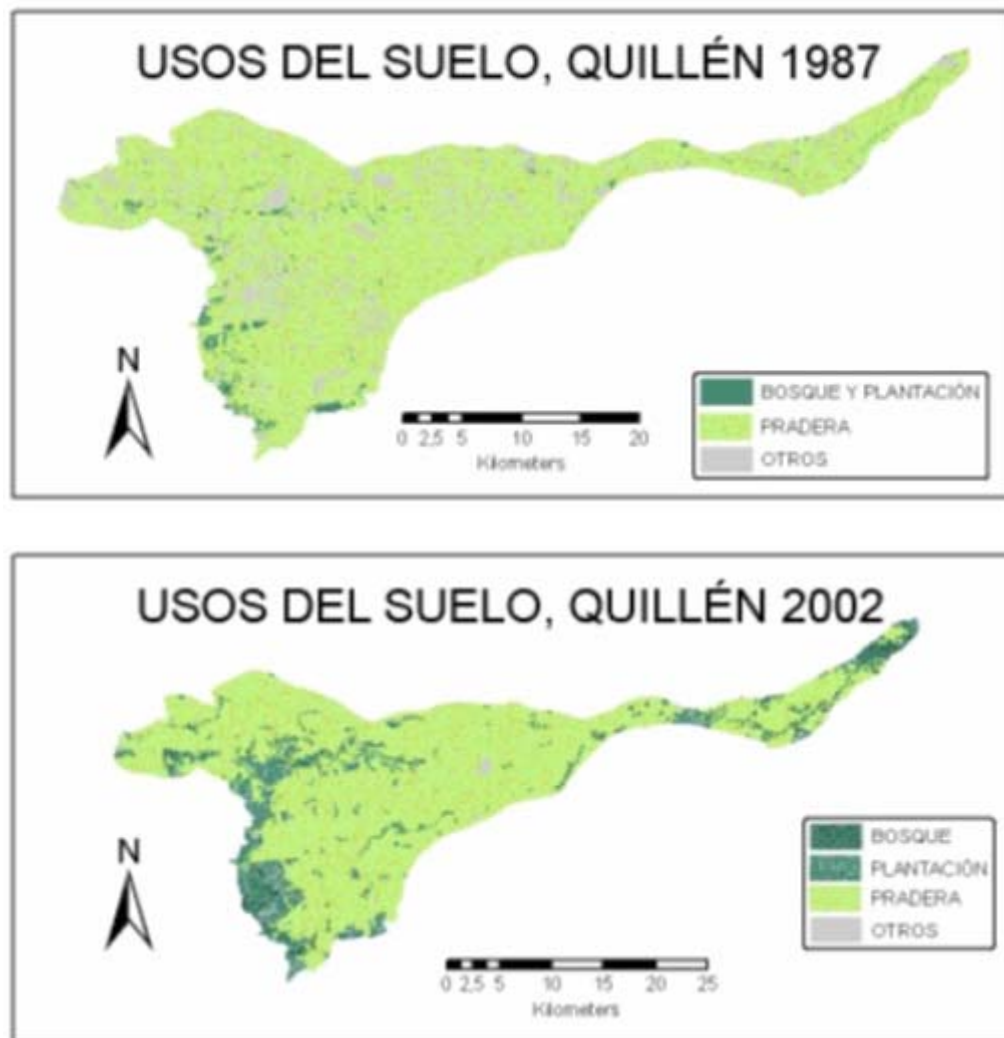 USOS DEL SUELO, QUILLÉN 1987
N
BOSQUE Y PLANTACIÓN
PRADERA
OTROS
0 2,5 5 10 15 20
Kilometers
USOS DEL SUELO, QUILLÉN 2002
N
BOSQUE
PLANTACIÓN
PRADERA
OTROS
0 2,5 5 10 15 20 25
Kilometers